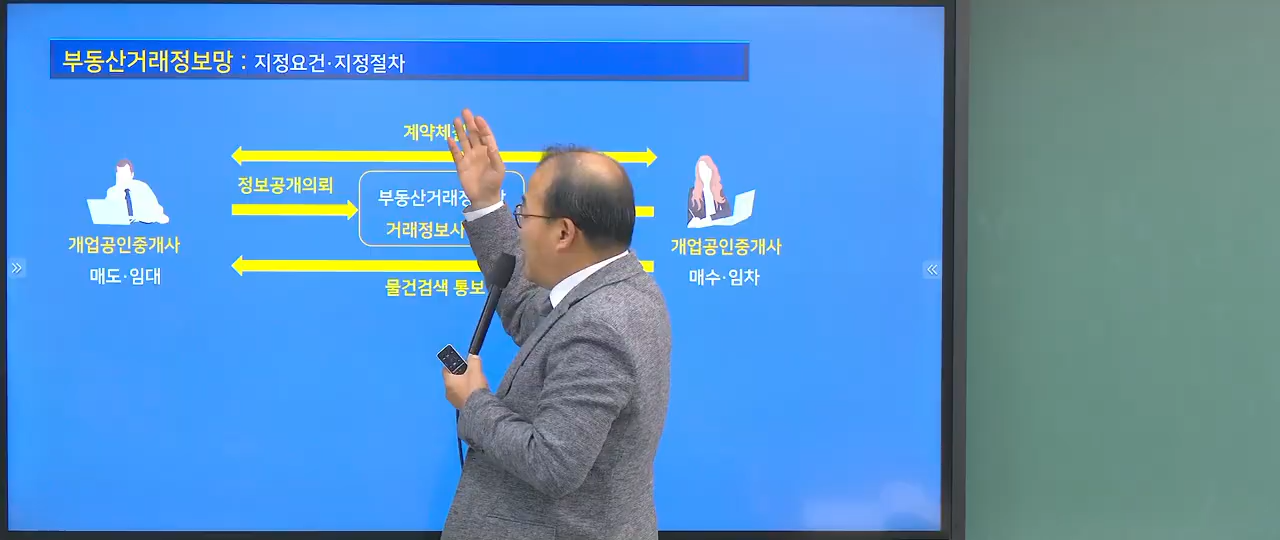 부동산거래정보망 : 지정요건·지정절차
계약체
정보공개의뢰
부동산거래정
거래정보사
개업공인중개사
매도·임대
개업공인중개사
매수·임차
물건검색 통보